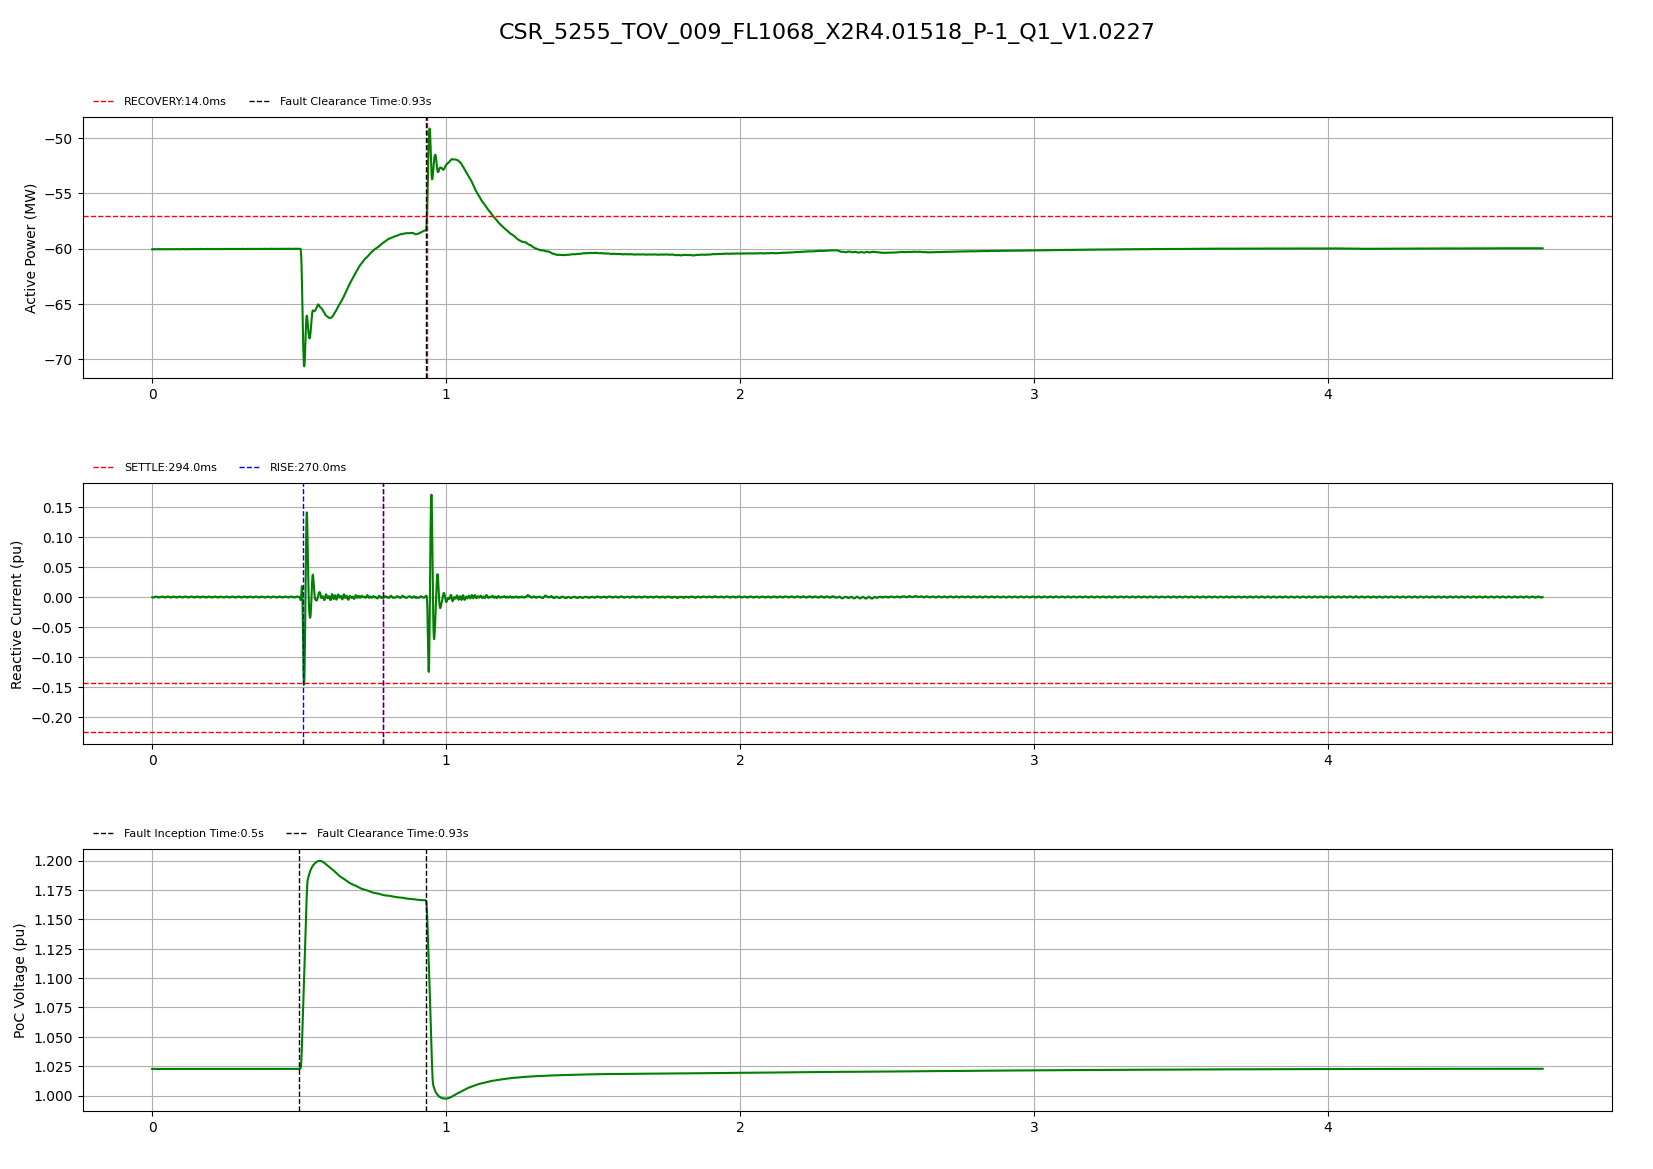 CSR_5255_TOV_009_FL1068_X2R4.01518_P-1_Q1_V1.0227
RECOVERY:14.0ms Fault Clearance Time:0.93s
Active Power (MW)
−50
−55
−60
−65
−70
0 1 2 3 4
SETTLE:294.0ms RISE:270.0ms
Reactive Current (pu)
0.15
0.10
0.05
0.00
−0.05
−0.10
−0.15
−0.20
0 1 2 3 4
Fault Inception Time:0.5s Fault Clearance Time:0.93s
PoC Voltage (pu)
1.200
1.175
1.150
1.125
1.100
1.075
1.050
1.025
1.000
0 1 2 3 4